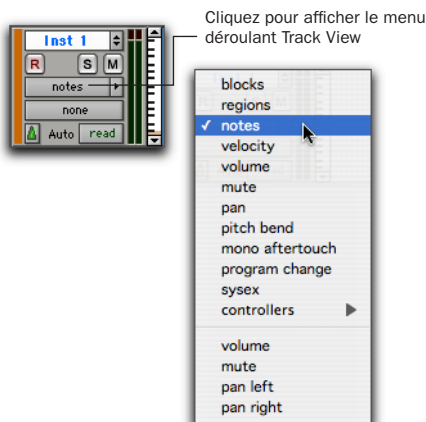 Cliquez pour afficher le menu
déroulant Track View
Inst 1
R S M
notes
none
Auto read
blocks
regions
✓ notes
velocity
volume
mute
pan
pitch bend
mono aftertouch
program change
sysex
controllers
volume
mute
pan left
pan right